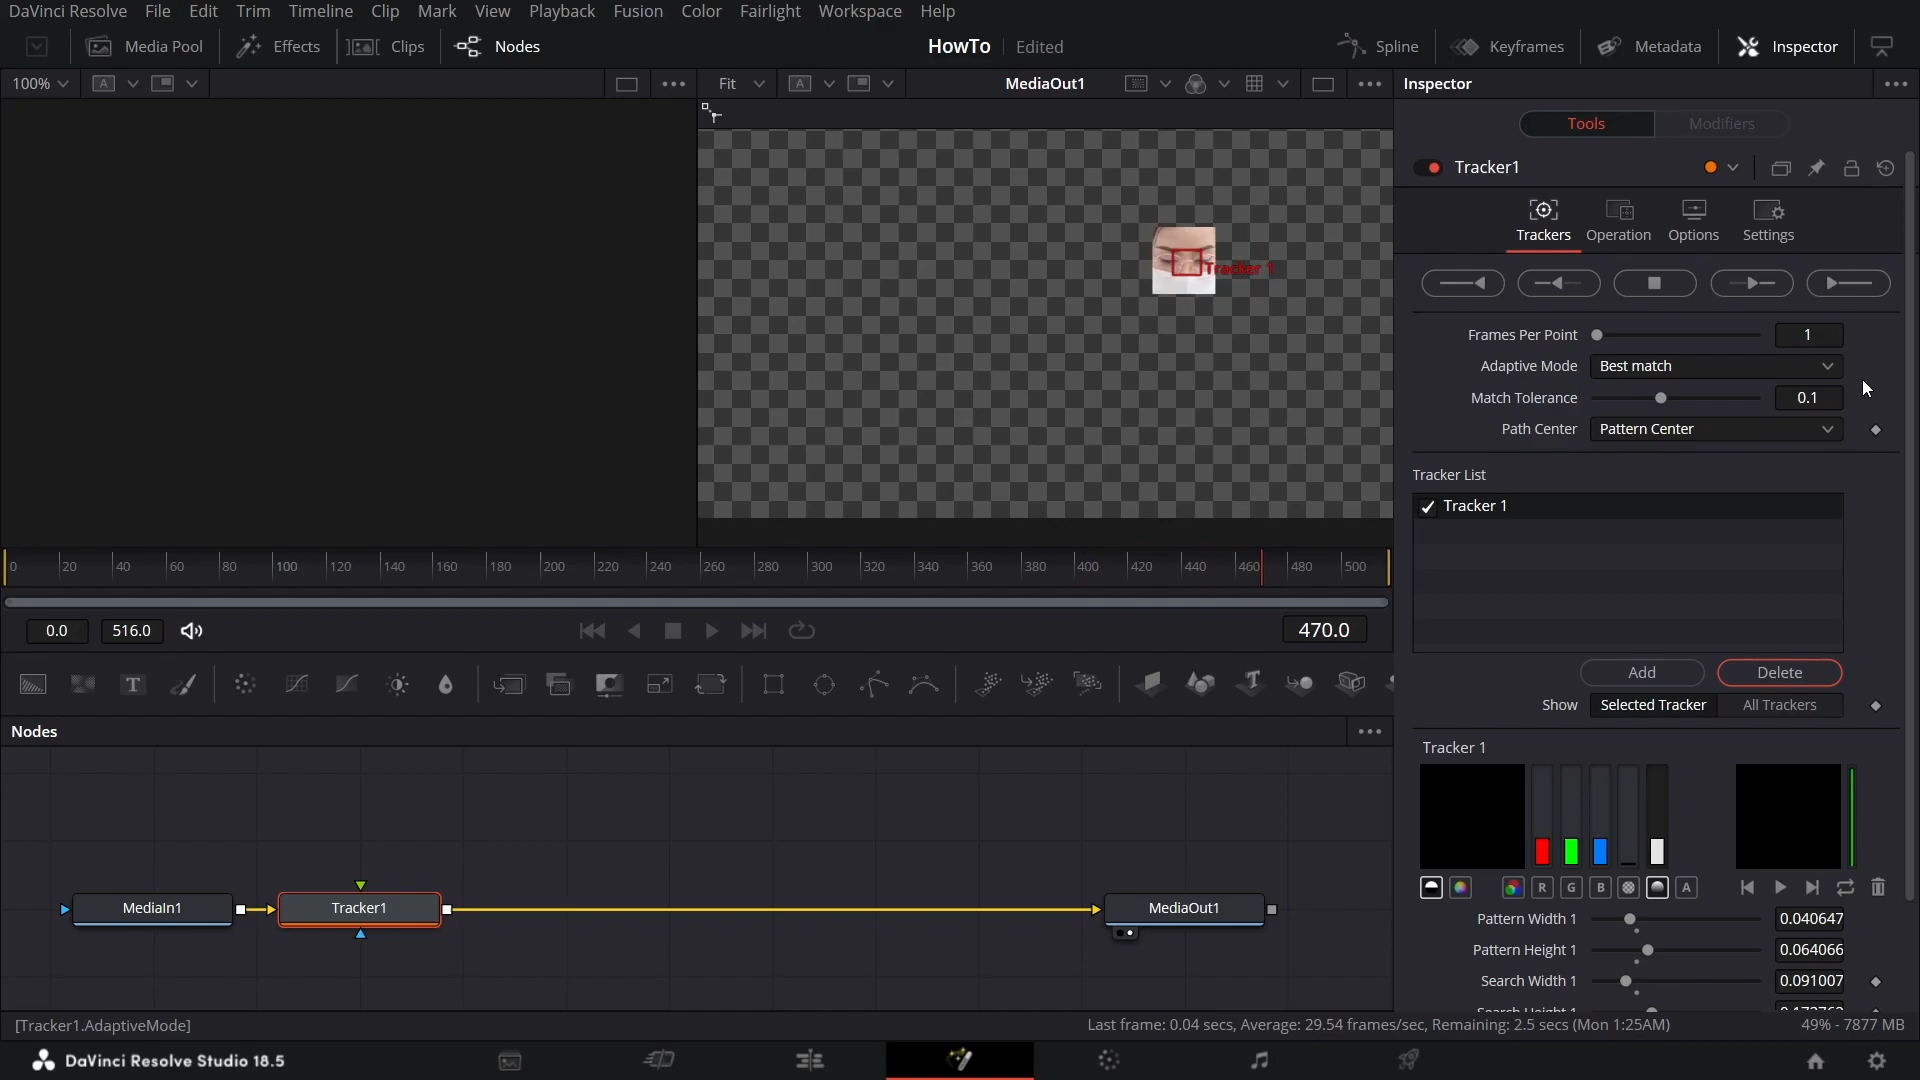 DaVinci Resolve File Edit Trim Timeline Clip Mark View Playback Fusion Color Fairlight Workspace Help
Media Pool Effects Clips Nodes HowTo Edited Spline Keyframes Metadata Inspector
100% A Fit A MediaOut1 Inspector
Tools Modifiers
Tracker1
Trackers Operation Options Settings
Tracker 1
Frames Per Point 1
Adaptive Mode Best match
Match Tolerance 0.1
Path Center Pattern Center
Tracker List
Tracker 1
0 20 40 60 80 100 120 140 160 180 200 220 240 260 280 300 320 340 360 380 400 420 440 460 480 500
0.0 516.0 470.0
Add Delete
Show Selected Tracker All Trackers
T T
Nodes
Tracker 1
R G B A
MediaIn1 Tracker1 MediaOut1
Pattern Width 1 0.040647
Pattern Height 1 0.064066
Search Width 1 0.091007
[Tracker1.AdaptiveMode] Last frame: 0.04 secs, Average: 29.54 frames/sec, Remaining: 2.5 secs (Mon 1:25AM) 49% - 7877 MB
DaVinci Resolve Studio 18.5